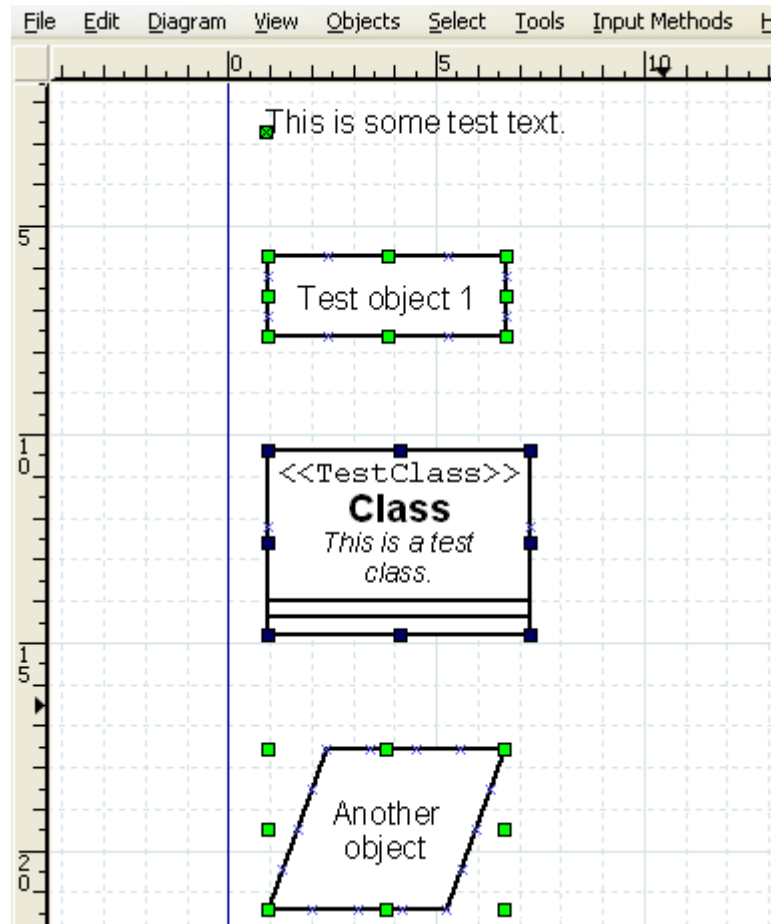 File Edit Diagram View Objects Select Tools Input Methods
0 5 10
This is some test text.
5
Test object 1
10
<<TestClass>>
Class
This is a test
class.
15
Another
object
20